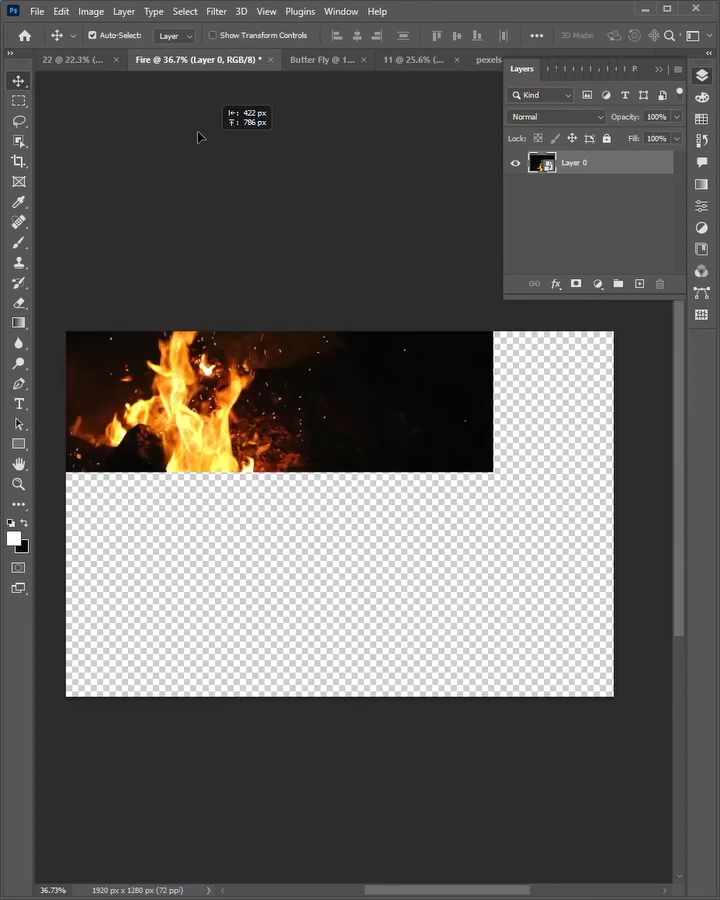 Ps File Edit Image Layer Type Select Filter 3D View Plugins Window Help
Auto-Select: Layer Show Transform Controls 3D Mode:
22 @ 22.3% (... × Fire @ 36.7% (Layer 0, RGB/8) * × Butter Fly @ 1... × 11 @ 25.6% (... × pexels
Layers P
Kind
Normal Opacity: 100%
Lock: Fill: 100%
Layer 0
422 px
786 px
fx
T
36.73% 1920 px x 1280 px (72 ppi)